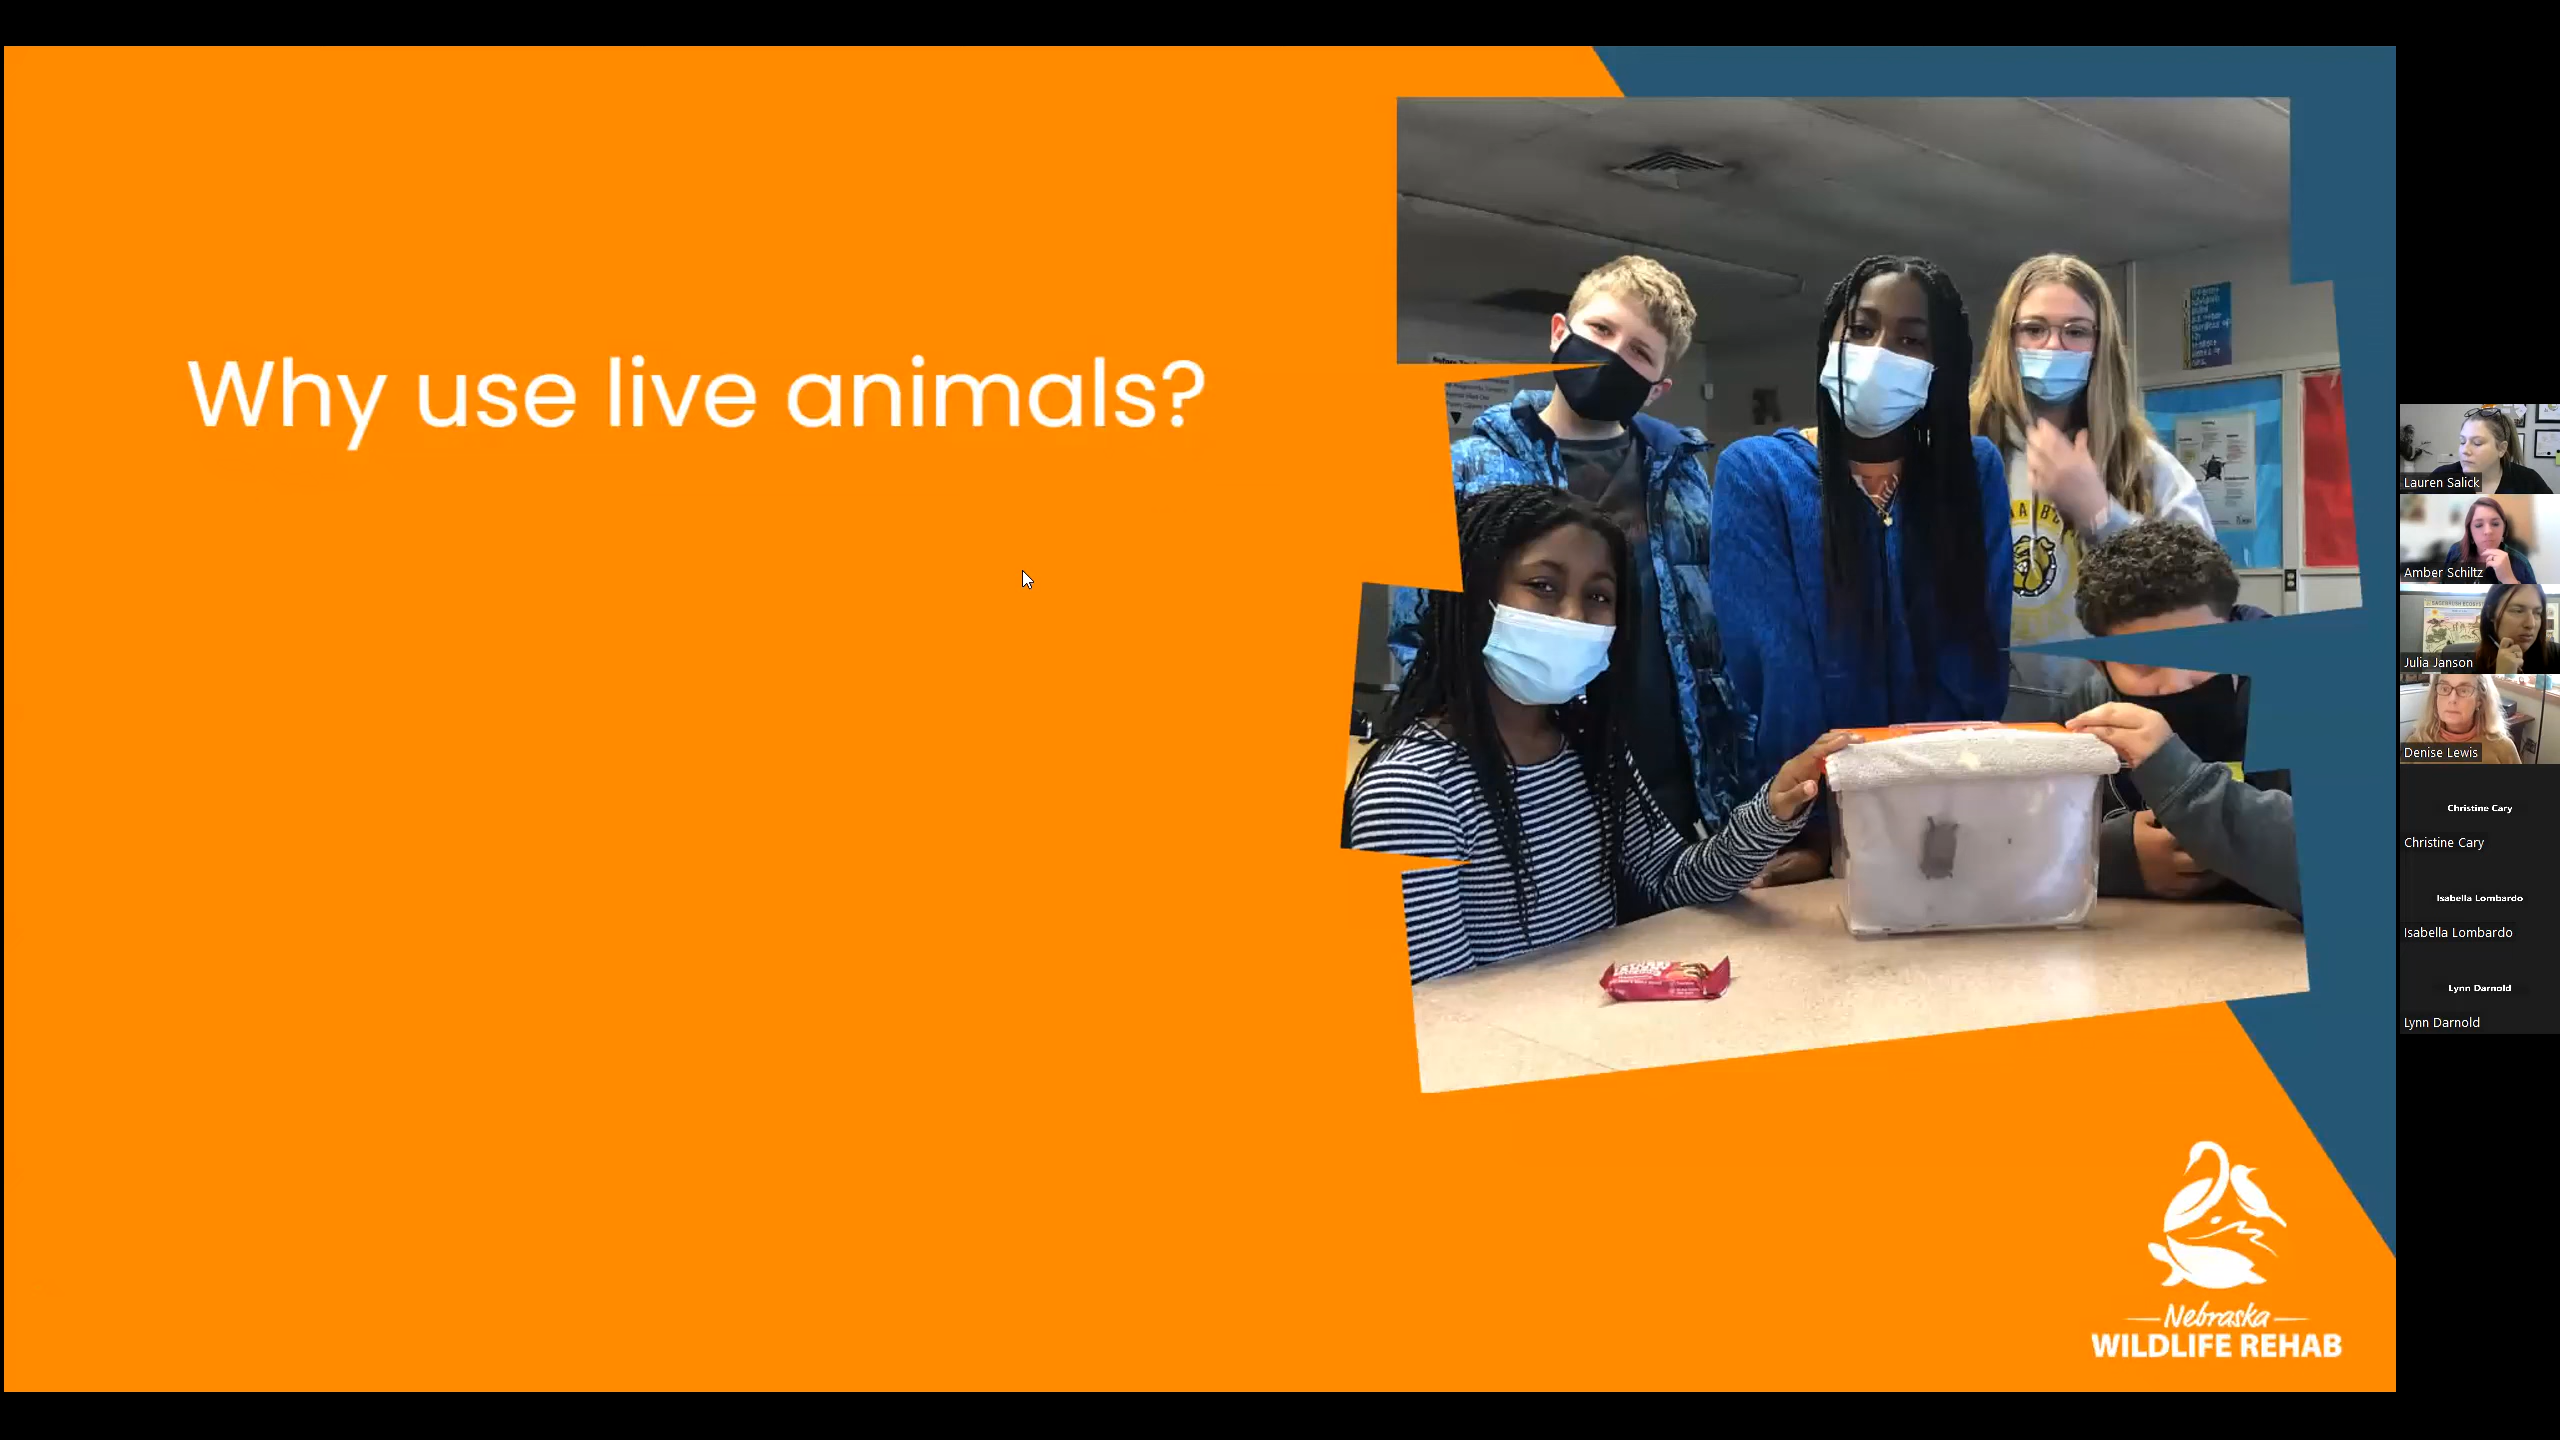 Why use live animals?
Nebraska
WILDLIFE REHAB
Lauren Salick
Amber Schiltz
Julia Janson
Denise Lewis
Christine Cary
Christine Cary
Isabella Lombardo
Isabella Lombardo
Lynn Darnold
Lynn Darnold